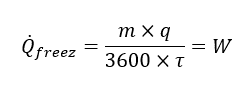 Q̇_freez = (m × q) / (3600 × τ) = W